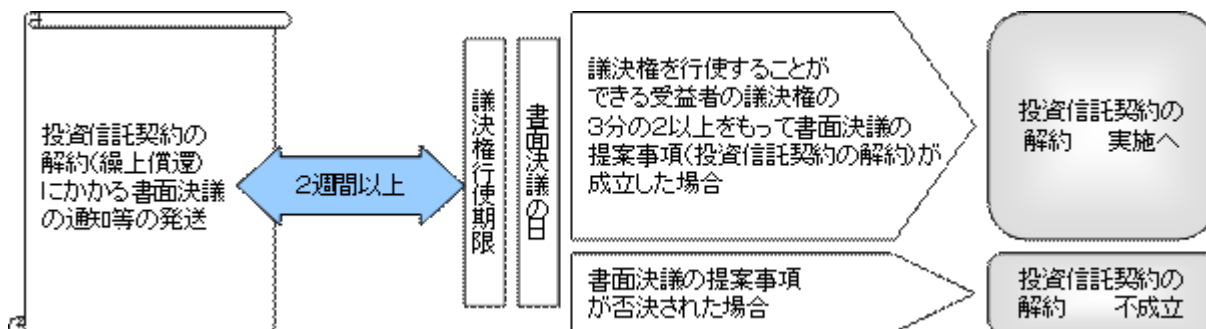 投資信託契約の
解約(繰上償還)
にかかる書面決議
の通知等の発送
2週間以上
議決権行使期限
書面決議の日
議決権を行使することが
できる受益者の議決権の
3分の2以上をもって書面決議の
提案事項(投資信託契約の解約)が
成立した場合
投資信託契約の
解約　実施へ
書面決議の提案事項
が否決された場合
投資信託契約の
解約　不成立